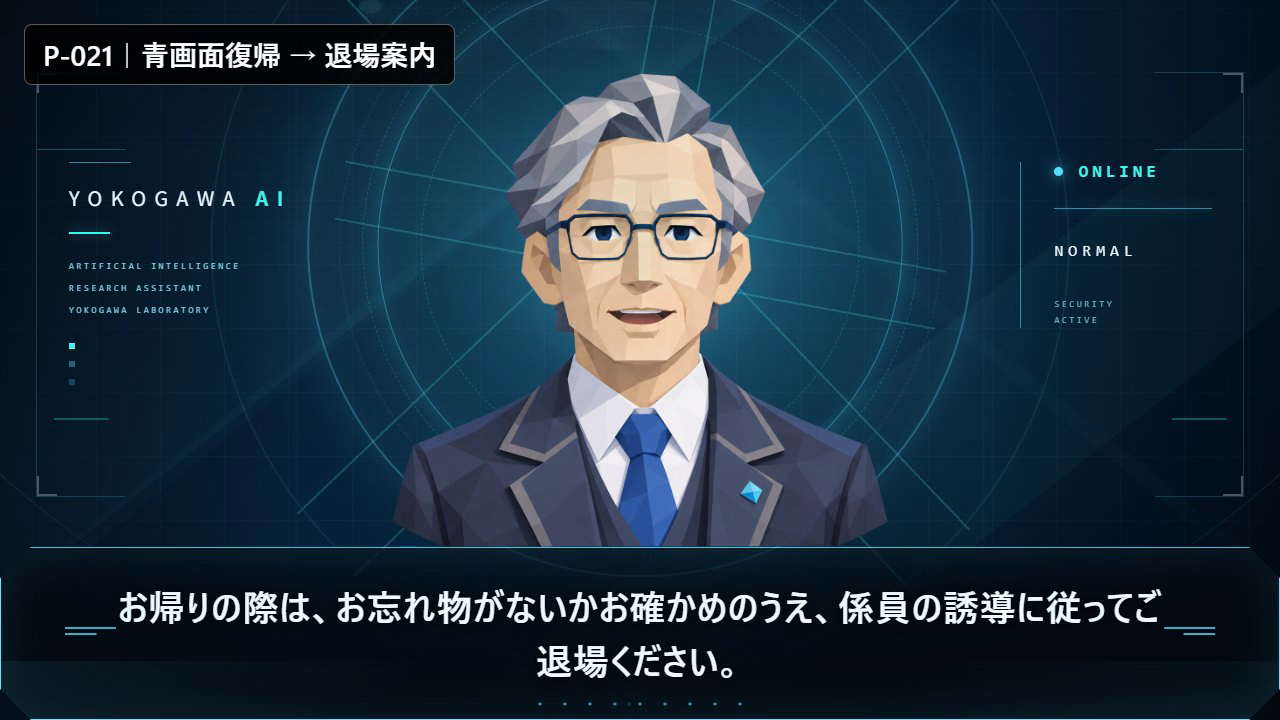 P-021｜青画面復帰 → 退場案内
YOKOGAWA AI
ARTIFICIAL INTELLIGENCE
RESEARCH ASSISTANT
YOKOGAWA LABORATORY
ONLINE
NORMAL
SECURITY
ACTIVE
お帰りの際は、お忘れ物がないかお確かめのうえ、係員の誘導に従ってご
退場ください。